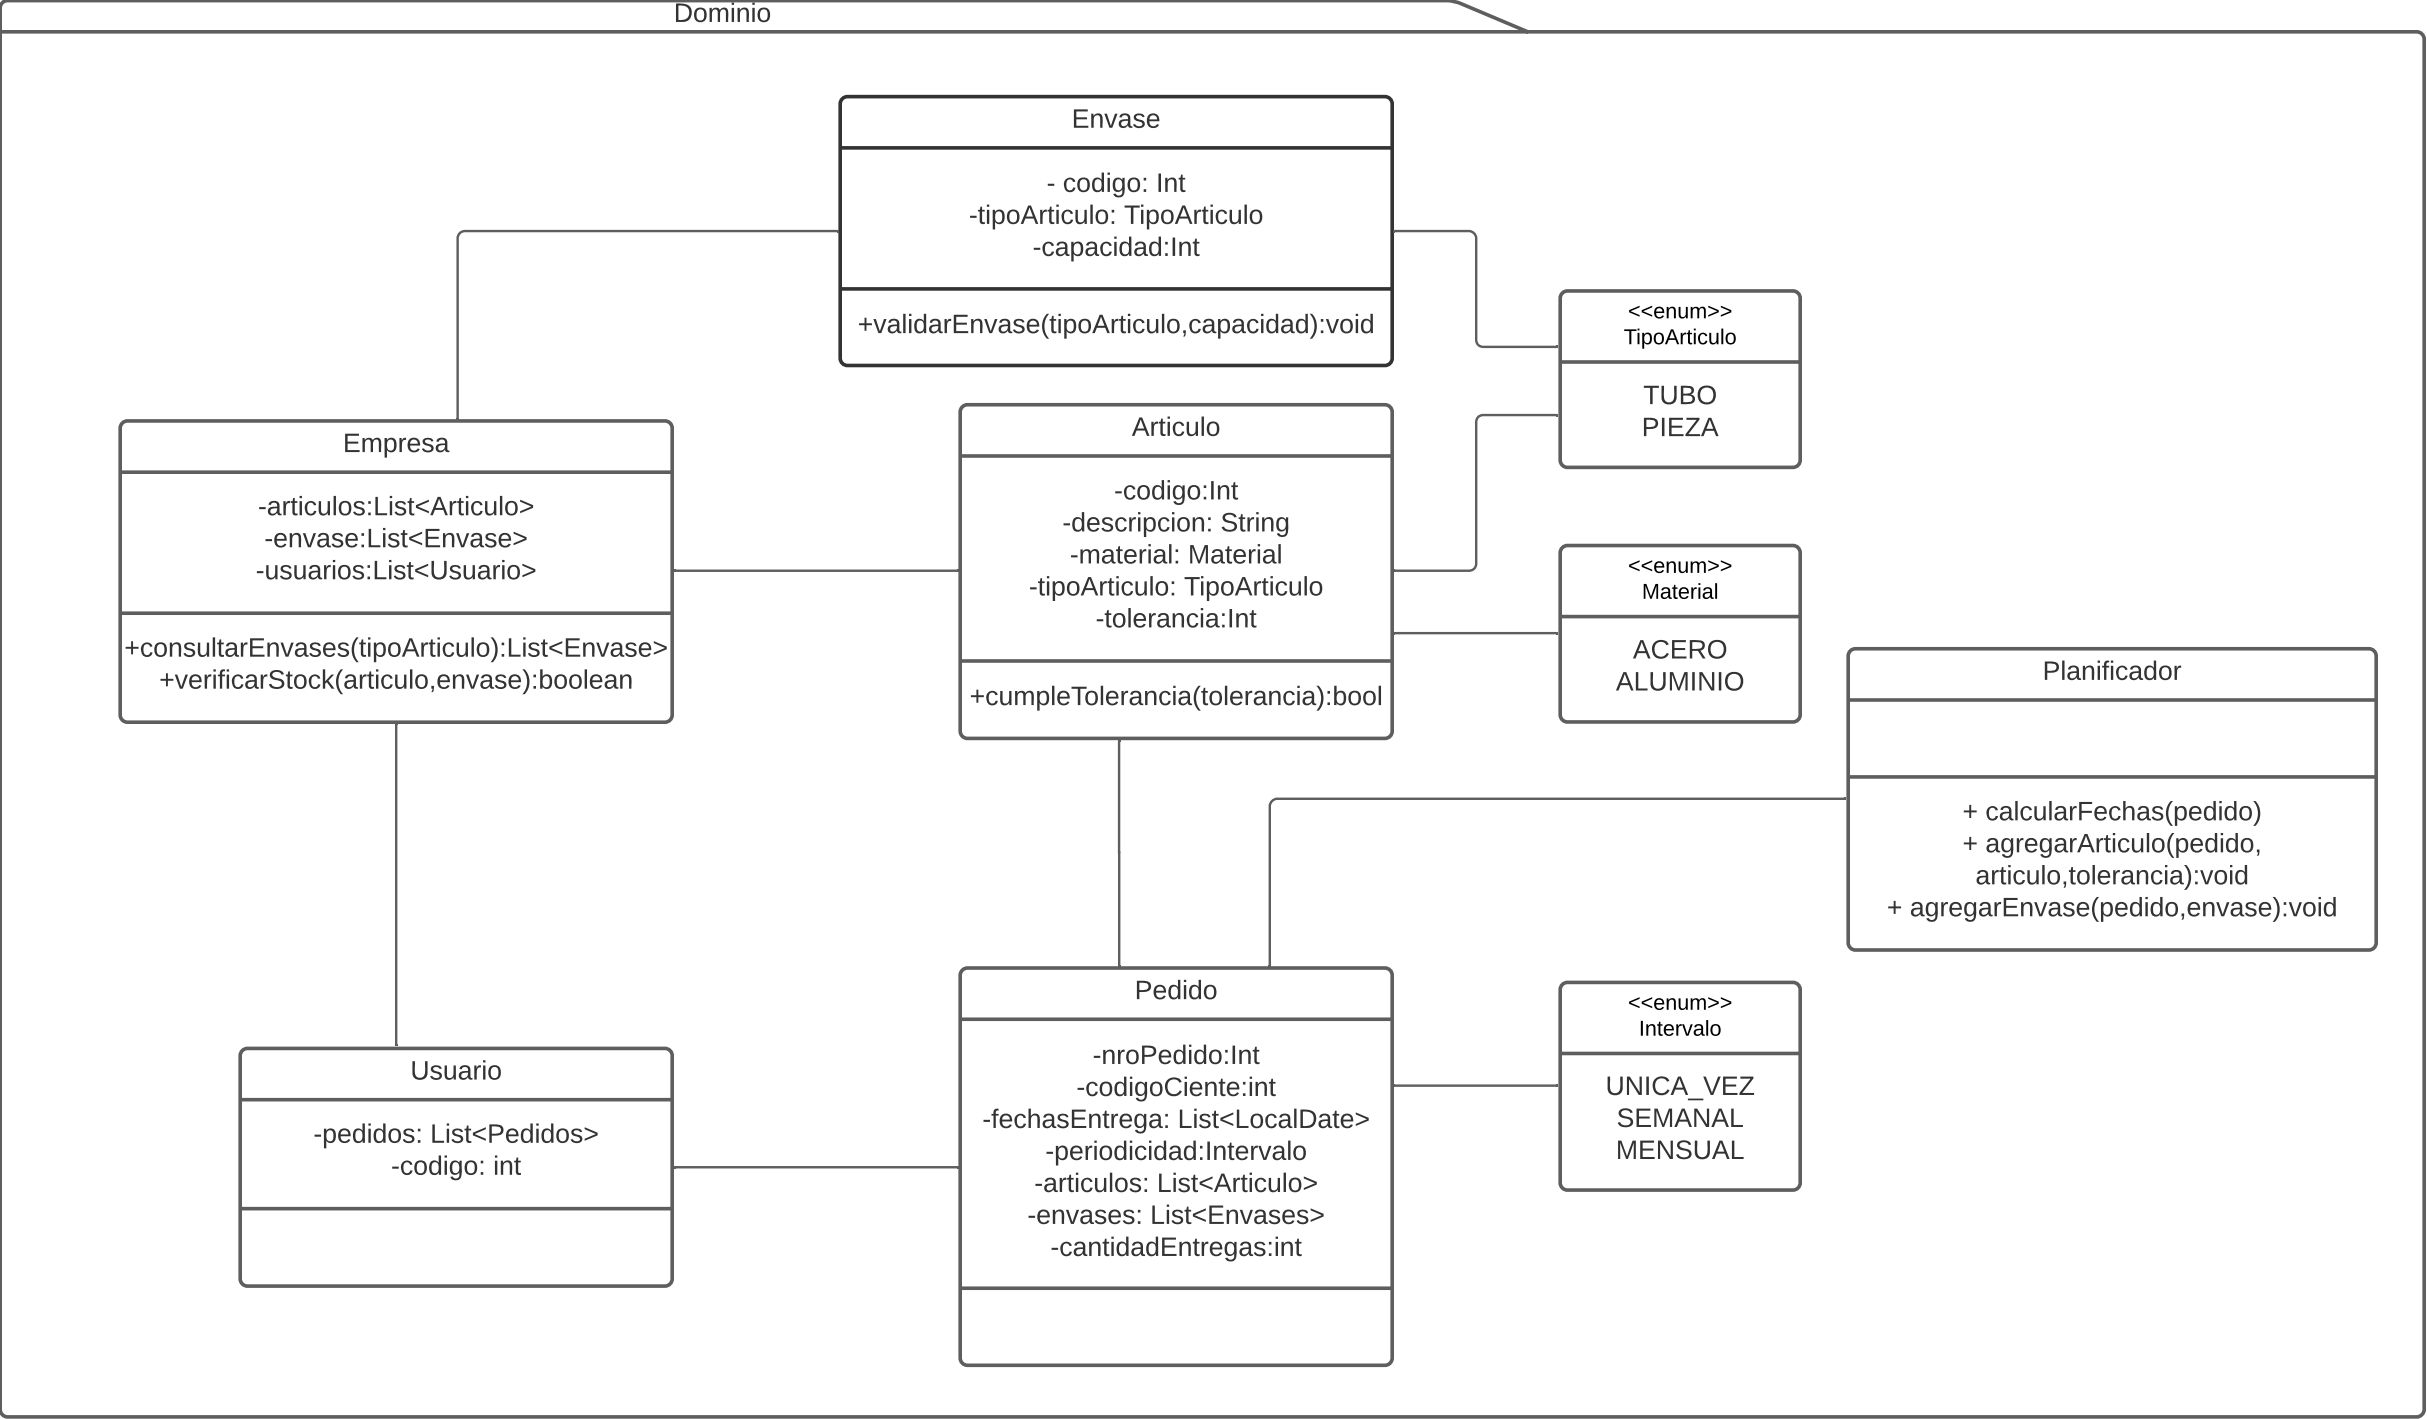 Dominio
Envase
- codigo: Int
-tipoArticulo: TipoArticulo
-capacidad:Int
+validarEnvase(tipoArticulo,capacidad):void
<<enum>>
TipoArticulo
TUBO
PIEZA
Empresa
-articulos:List<Articulo>
-envase:List<Envase>
-usuarios:List<Usuario>
+consultarEnvases(tipoArticulo):List<Envase>
+verificarStock(articulo,envase):boolean
Articulo
-codigo:Int
-descripcion: String
-material: Material
-tipoArticulo: TipoArticulo
-tolerancia:Int
+cumpleTolerancia(tolerancia):bool
<<enum>>
Material
ACERO
ALUMINIO
Planificador
+ calcularFechas(pedido)
+ agregarArticulo(pedido,
articulo,tolerancia):void
+ agregarEnvase(pedido,envase):void
Usuario
-pedidos: List<Pedidos>
-codigo: int
Pedido
-nroPedido:Int
-codigoCiente:int
-fechasEntrega: List<LocalDate>
-periodicidad:Intervalo
-articulos: List<Articulo>
-envases: List<Envases>
-cantidadEntregas:int
<<enum>>
Intervalo
UNICA_VEZ
SEMANAL
MENSUAL